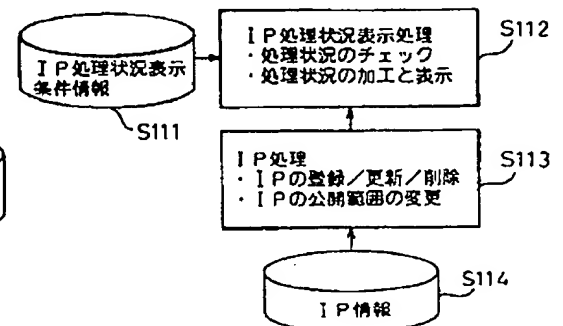 IP処理状況表示処理
・処理状況のチェック
・処理状況の加工と表示
S112
IP処理状況表示
条件情報
S111
IP処理
・IPの登録／更新／削除
・IPの公開範囲の変更
S113
IP情報
S114